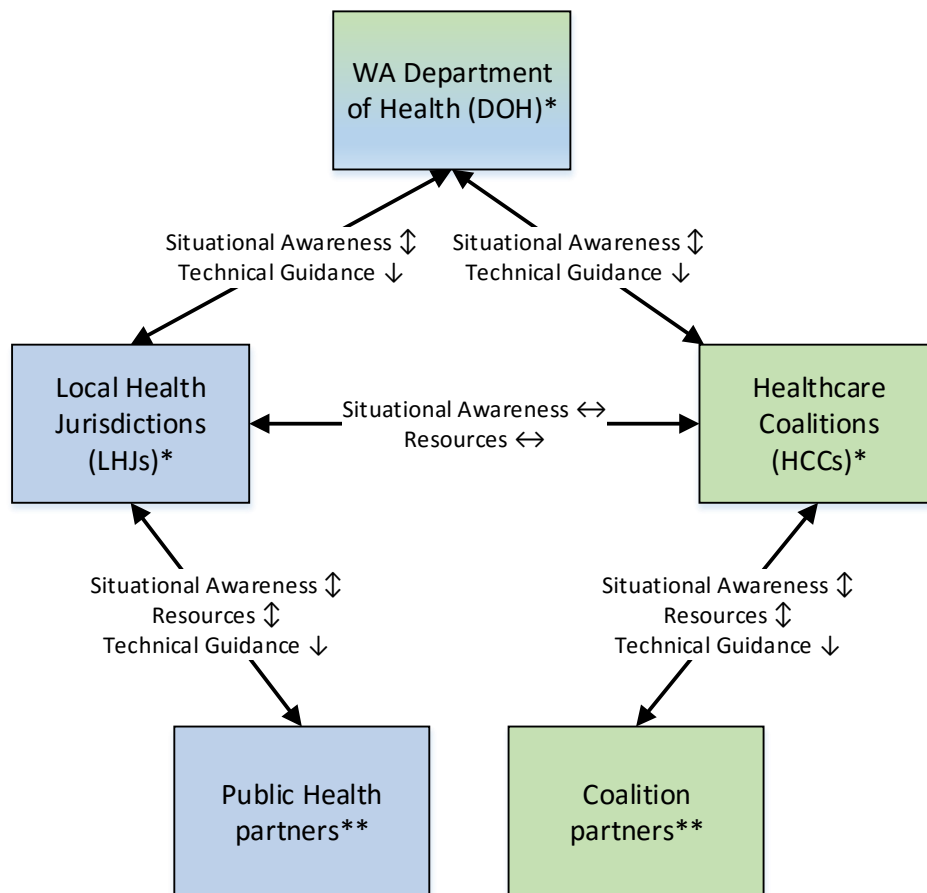 WA Department
of Health (DOH)*
Situational Awareness ↕
Technical Guidance ↓
Situational Awareness ↕
Technical Guidance ↓
Local Health
Jurisdictions
(LHJs)*
Situational Awareness ↔
Resources ↔
Healthcare
Coalitions
(HCCs)*
Situational Awareness ↕
Resources ↕
Technical Guidance ↓
Situational Awareness ↕
Resources ↕
Technical Guidance ↓
Public Health
partners**
Coalition
partners**